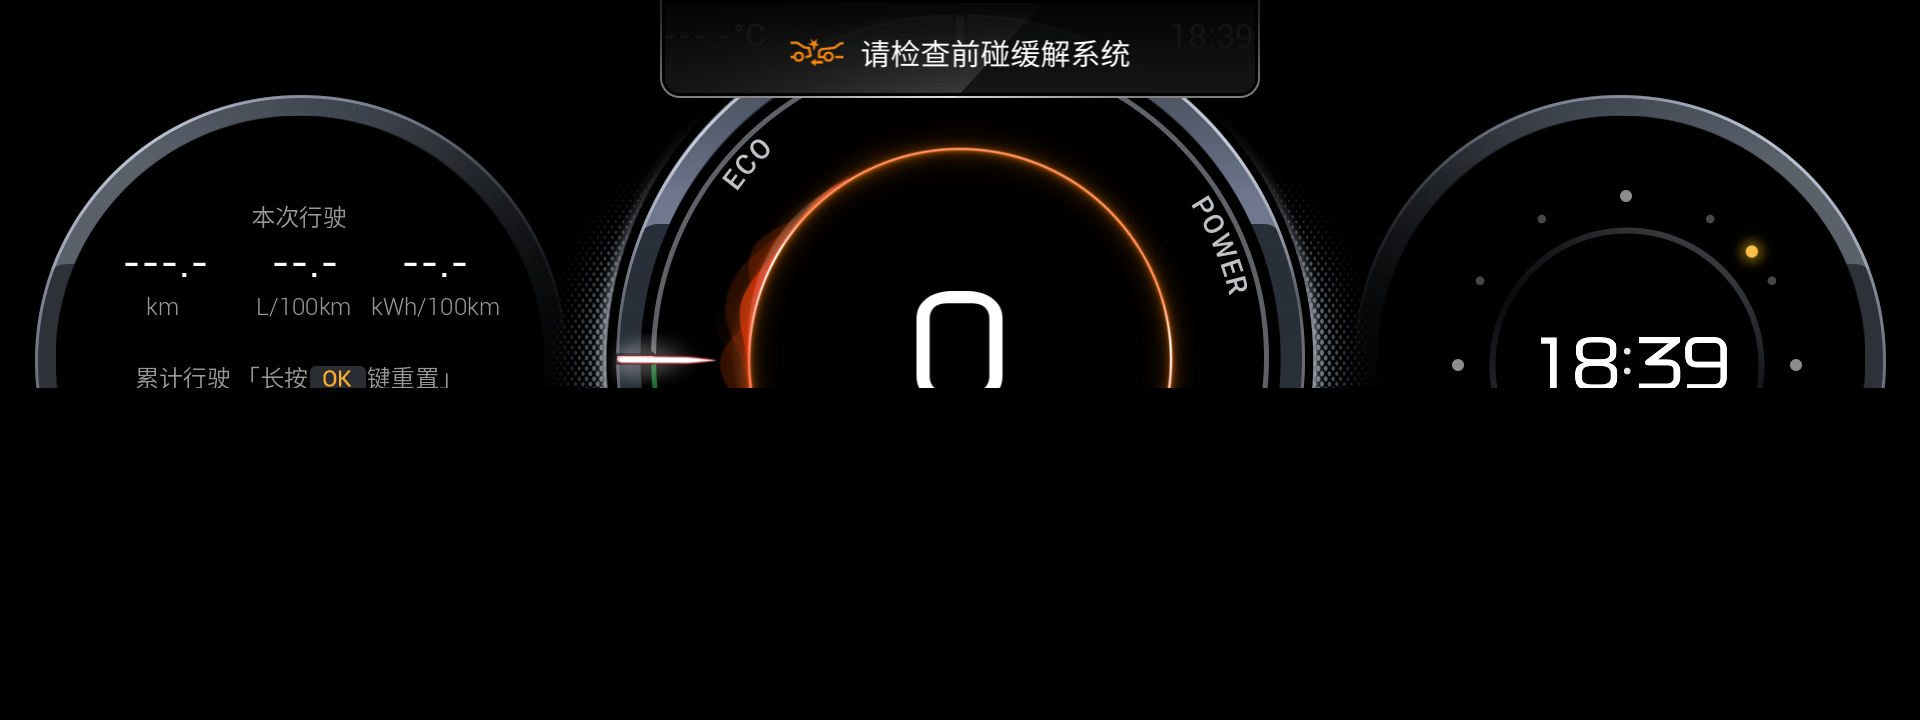 ---.-°C
18:39
请检查前碰缓解系统
ECO
POWER
本次行驶
---.- --.- --.-
km L/100km kWh/100km
0
18:39
累计行驶 「长按 OK 键重置」